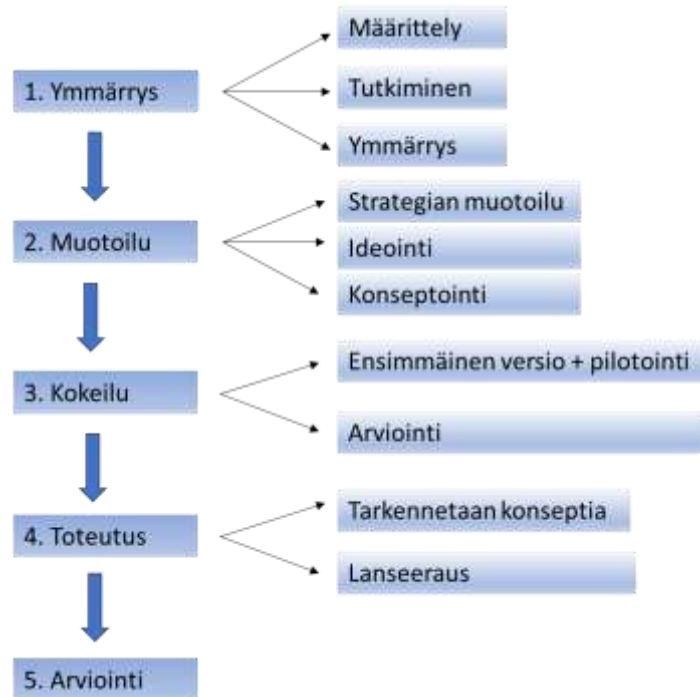 1. Ymmärrys
Määrittely
Tutkiminen
Ymmärrys
2. Muotoilu
Strategian muotoilu
Ideointi
Konseptointi
3. Kokeilu
Ensimmäinen versio + pilotointi
Arviointi
4. Toteutus
Tarkennetaan konseptia
Lanseeraus
5. Arviointi